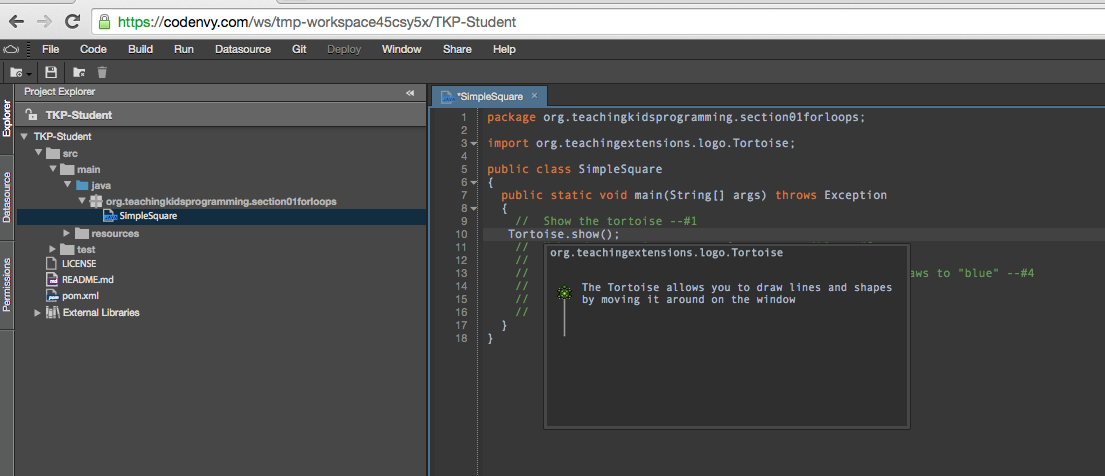 https://codenvy.com/ws/tmp-workspace45csy5x/TKP-Student
File Code Build Run Datasource Git Deploy Window Share Help
Project Explorer
Explorer
Datasource
Permissions
TKP-Student
TKP-Student
src
main
java
org.teachingkidsprogramming.section01forloops
SimpleSquare
resources
test
LICENSE
README.md
pom.xml
External Libraries
*SimpleSquare ×
1 package org.teachingkidsprogramming.section01forloops;
2
3 import org.teachingextensions.logo.Tortoise;
4
5 public class SimpleSquare
6 {
7 public static void main(String[] args) throws Exception
8 {
9 // Show the tortoise --#1
10 Tortoise.show();
11 //
12 //
13 // aws to "blue" --#4
14 //
15 //
16 //
17 }
18 }
org.teachingextensions.logo.Tortoise
The Tortoise allows you to draw lines and shapes
by moving it around on the window